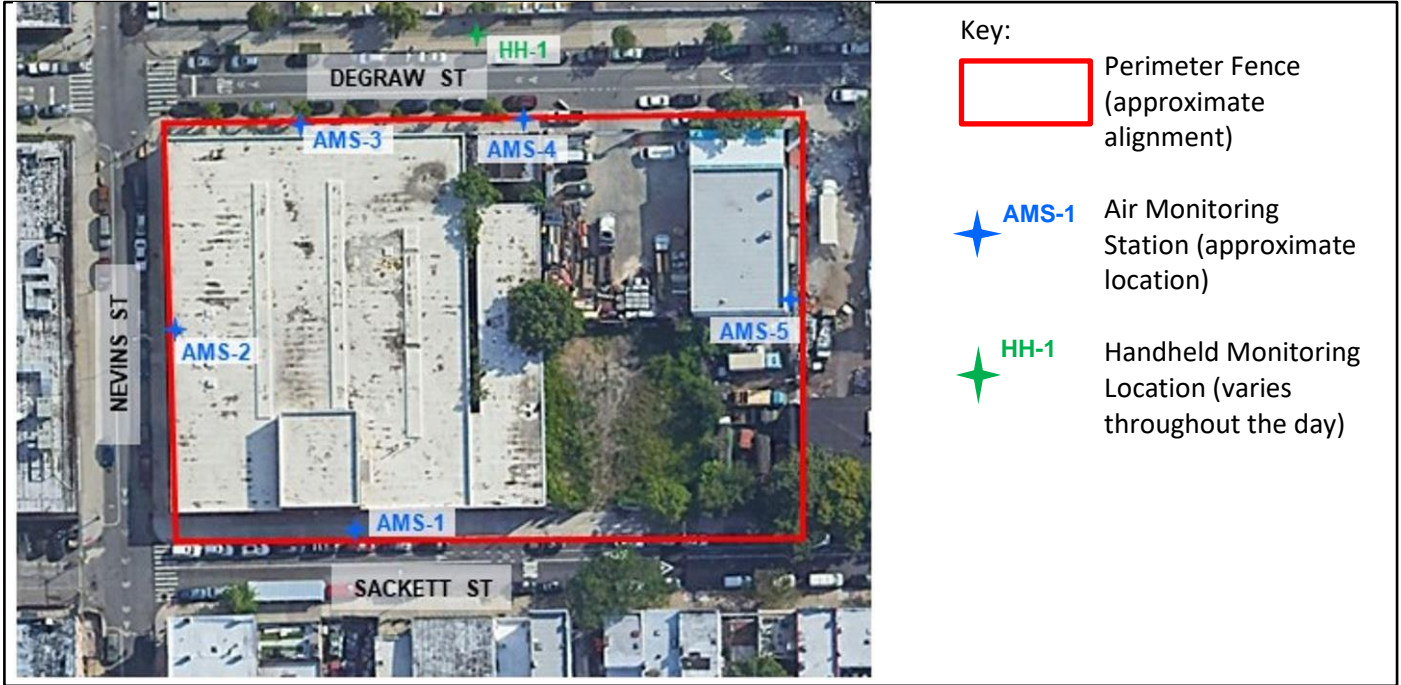 HH-1
DEGRAW ST
AMS-3
AMS-4
NEVINS ST
AMS-2
AMS-5
AMS-1
SACKETT ST
Key:
Perimeter Fence
(approximate
alignment)
AMS-1
Air Monitoring
Station (approximate
location)
HH-1
Handheld Monitoring
Location (varies
throughout the day)